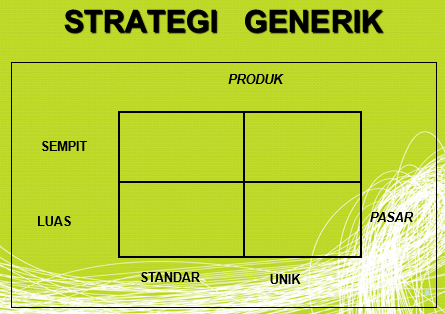 STRATEGI GENERIK
PRODUK
SEMPIT
LUAS
PASAR
STANDAR
UNIK